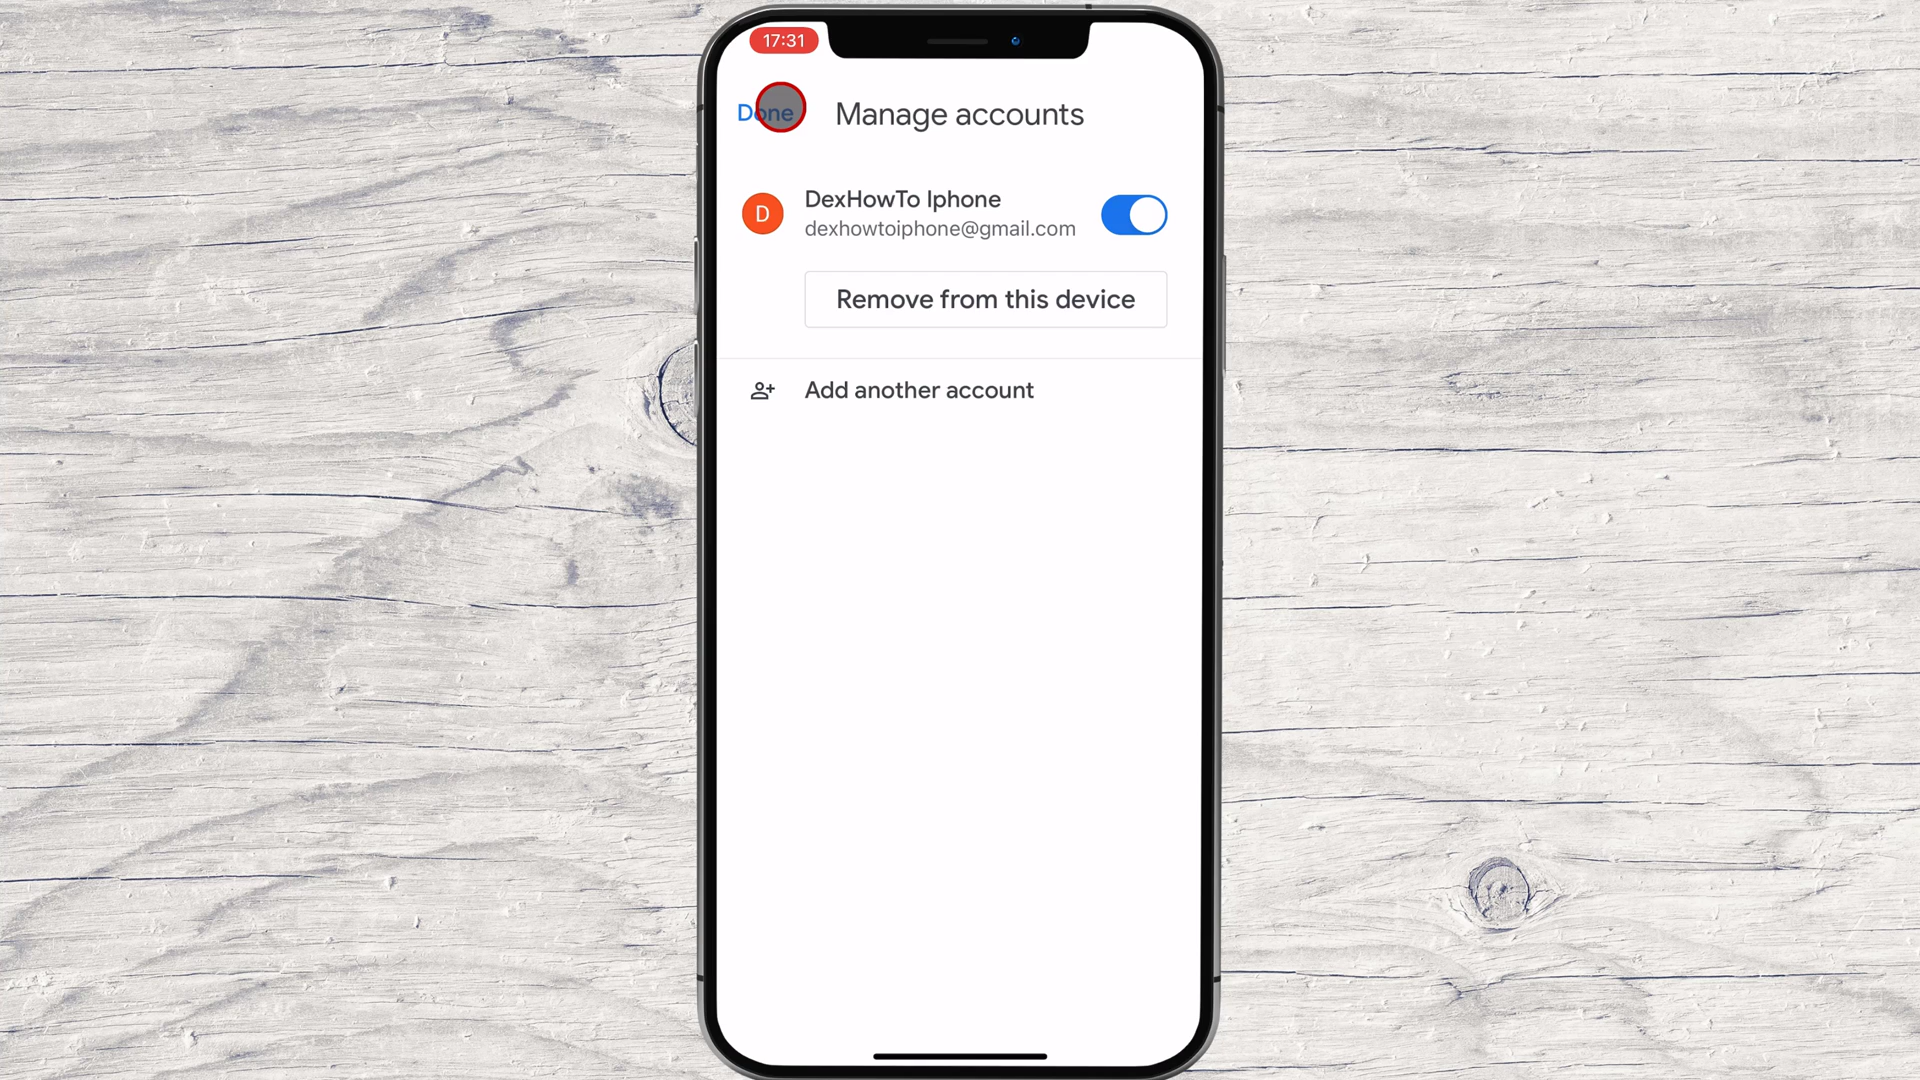 17:31
Done Manage accounts
D
DexHowTo Iphone
dexhowtoiphone@gmail.com
Remove from this device
Add another account